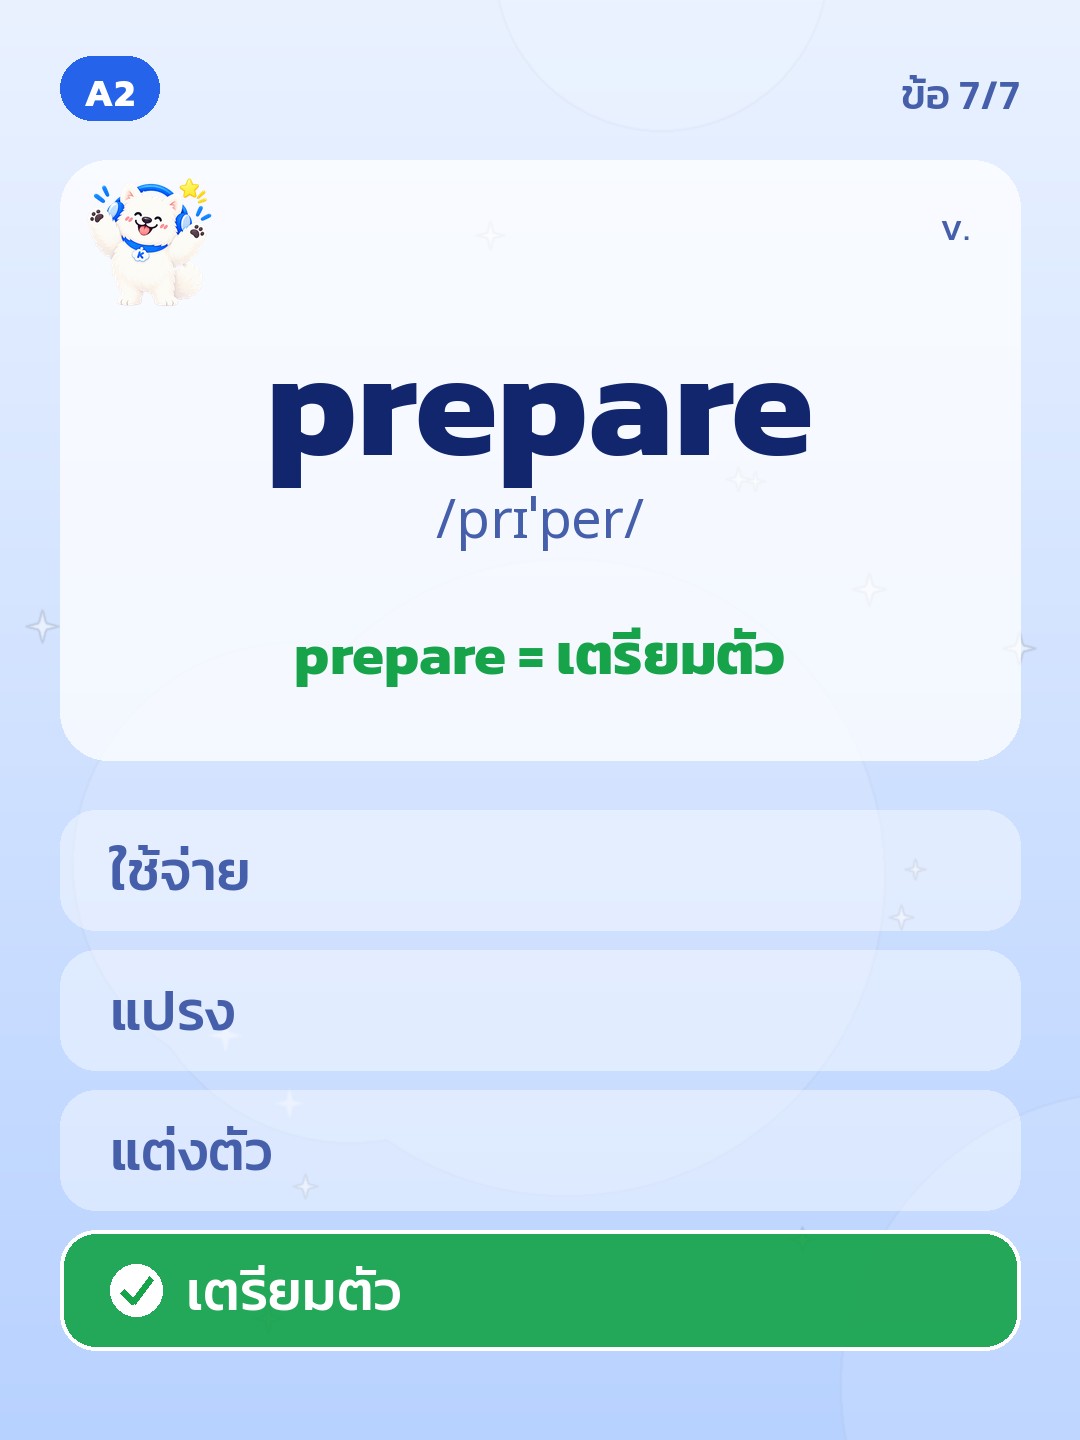 A2
ข้อ 7/7
v.
prepare
/prɪˈper/
prepare = เตรียมตัว
ใช้จ่าย
แปรง
แต่งตัว
เตรียมตัว